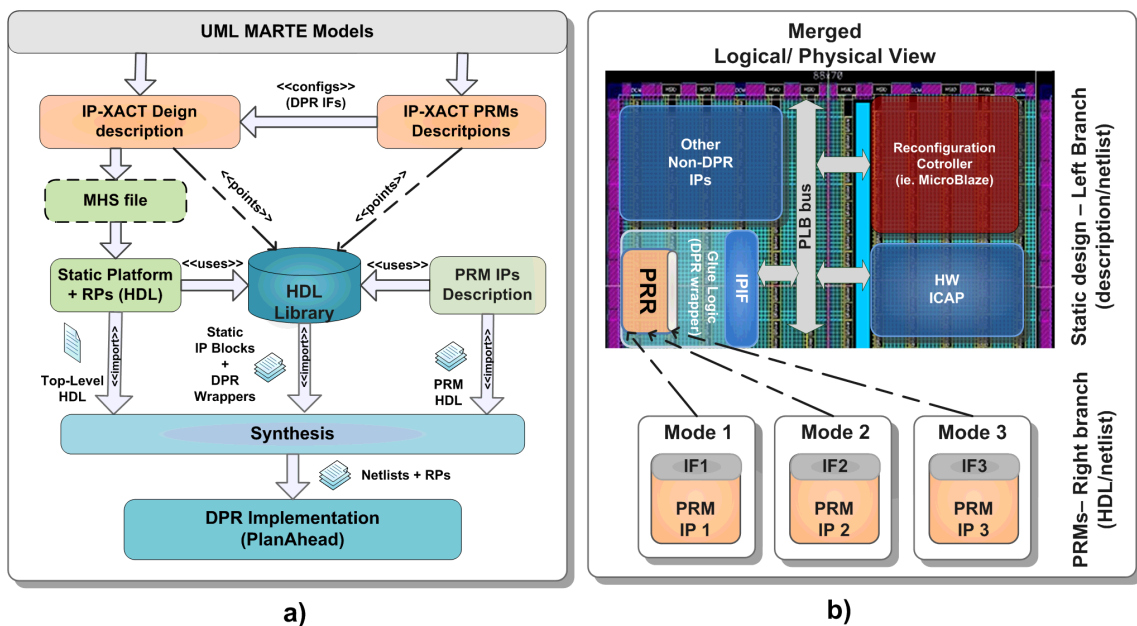 UML MARTE Models
<<configs>>
(DPR IFs)
IP-XACT Deign
description
IP-XACT PRMs
Descritpions
<<points>>
<<points>>
MHS file
Static Platform
+ RPs (HDL)
<<uses>>
HDL
Library
<<uses>>
PRM IPs
Description
<<import>>
Top-Level
HDL
Static
IP Blocks
+
DPR
Wrappers
<<import>>
PRM
HDL
<<import>>
Synthesis
Netlists + RPs
DPR Implementation
(PlanAhead)
a)
Merged
Logical/ Physical View
88170
Other
Non-DPR
IPs
PLB bus
Reconfiguration
Cotroller
(ie. MicroBlaze)
PRR
Glue Logic
(DPR wrapper)
IPIF
HW
ICAP
Static design – Left Branch
(description/netlist)
Mode 1
IF1
PRM
IP 1
Mode 2
IF2
PRM
IP 2
Mode 3
IF3
PRM
IP 3
PRMs– Right branch
(HDL/netlist)
b)